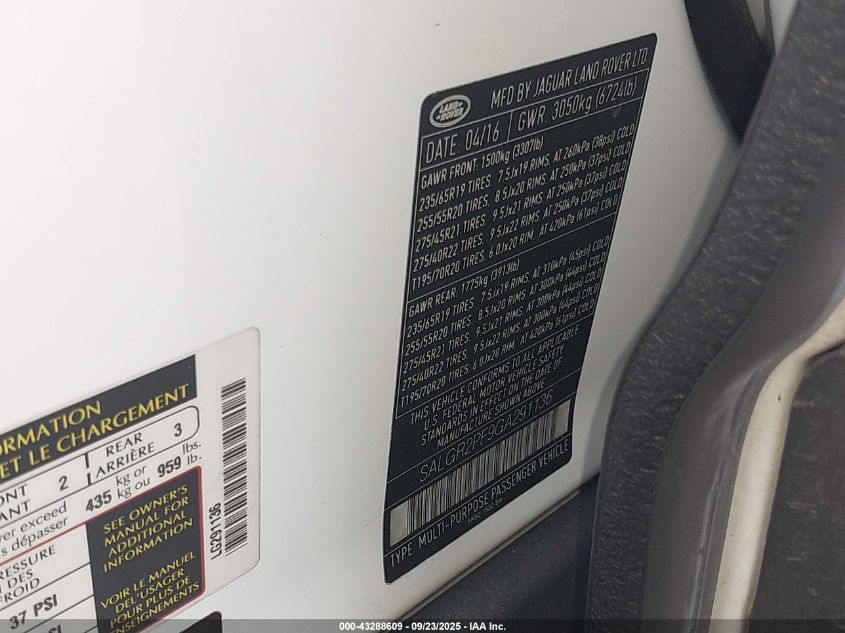 LAND
ROVER
MFD BY JAGUAR LAND ROVER LTD
DATE: 04/16 GWR. 3050kg (6724lb)
GAWR FRONT: 1500kg (3307lb)
235/65R19 TIRES. 7.5Jx19 RIMS. AT 260kPa (38psi) COLD
255/55R20 TIRES. 8.5Jx20 RIMS. AT 250kPa (37psi) COLD
275/45R21 TIRES. 9.5Jx21 RIMS. AT 250kPa (37psi) COLD
275/40R22 TIRES. 9.5Jx22 RIMS. AT 250kPa (37psi) COLD
T195/70R20 TIRES. 6.0Jx20 RIM. AT 420kPa (61psi) COLD
GAWR REAR: 1775kg (3913lb)
235/65R19 TIRES. 7.5Jx19 RIMS. AT 310kPa (45psi) COLD
255/55R20 TIRES. 8.5Jx20 RIMS. AT 300kPa (44psi) COLD
275/45R21 TIRES. 9.5Jx21 RIMS. AT 300kPa (44psi) COLD
275/40R22 TIRES. 9.5Jx22 RIMS. AT 300kPa (44psi) COLD
T195/70R20 TIRES. 6.0Jx20 RIM. AT 420kPa (61psi) COLD
THIS VEHICLE CONFORMS TO ALL APPLICABLE
FEDERAL MOTOR VEHICLE SAFETY
STANDARDS IN EFFECT ON THE DATE OF
MANUFACTURE SHOWN ABOVE
SALGR2PF3GA291136
TYPE: MULTI-PURPOSE PASSENGER VEHICLE
ORMATION
ET LE CHARGEMENT
ONT 2 REAR 3
ANT ARRIÈRE
ver exceed 435 kg or 959 lbs.
s dépasser kg ou lb.
SEE OWNER'S
MANUAL FOR
ADDITIONAL
INFORMATION
LG291136
ESSURE
DES
ROID
37 PSI
VOIR LE MANUEL
DE L'USAGER
POUR PLUS DE
RENSEIGNEMENTS
PSI
000-43288609 - 09/23/2025 - IAA Inc.